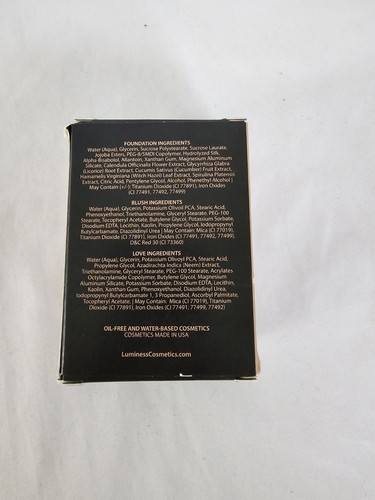 FOUNDATION INGREDIENTS
Water (Aqua), Glycerin, Sucrose Polystearate, Sucrose Laurate,
Jojoba Esters, PEG-8/SMDI Copolymer, Hydrolyzed Silk,
Alpha-Bisabolol, Allantoin, Xanthan Gum, Magnesium Aluminum
Silicate, Calendula Officinalis Flower Extract, Glycyrrhiza Glabra
(Licorice) Root Extract, Cucumis Sativus (Cucumber) Fruit Extract,
Hamamelis Virginiana (Witch Hazel) Leaf Extract, Spirulina Platensis
Extract, Citric Acid, Pentylene Glycol, Alcohol, Phenethyl Alcohol |
May Contain (+/-): Titanium Dioxide (CI 77891), Iron Oxides
(CI 77491, 77492, 77499)
BLUSH INGREDIENTS
Water (Aqua), Glycerin, Potassium Olivoyl PCA, Stearic Acid,
Phenoxyethanol, Triethanolamine, Glyceryl Stearate, PEG-100
Stearate, Tocopheryl Acetate, Butylene Glycol, Potassium Sorbate,
Disodium EDTA, Lecithin, Kaolin, Propylene Glycol, Iodopropynyl
Butylcarbamate, Diazolidinyl Urea | May Contain: Mica (CI 77019),
Titanium Dioxide (CI 77891), Iron Oxides (CI 77491, 77492, 77499),
D&C Red 30 (CI 73360)
LOVE INGREDIENTS
Water (Aqua), Glycerin, Potassium Olivoyl PCA, Stearic Acid,
Propylene Glycol, Azadirachta Indica (Neem) Extract,
Triethanolamine, Glyceryl Stearate, PEG-100 Stearate, Acrylates
Octylacrylamide Copolymer, Butylene Glycol, Magnesium
Aluminum Silicate, Potassium Sorbate, Disodium EDTA, Lecithin,
Kaolin, Xanthan Gum, Phenoxyethanol, Diazolidinyl Urea,
Iodopropynyl Butylcarbamate 1, 3 Propanediol, Ascorbyl Palmitate,
Tocopheryl Acetate, | May Contain: Mica (CI 77019), Titanium
Dioxide (CI 77891), Iron Oxides (CI 77491, 77499, 77492)
OIL-FREE AND WATER-BASED COSMETICS
COSMETICS MADE IN USA
LuminessCosmetics.com